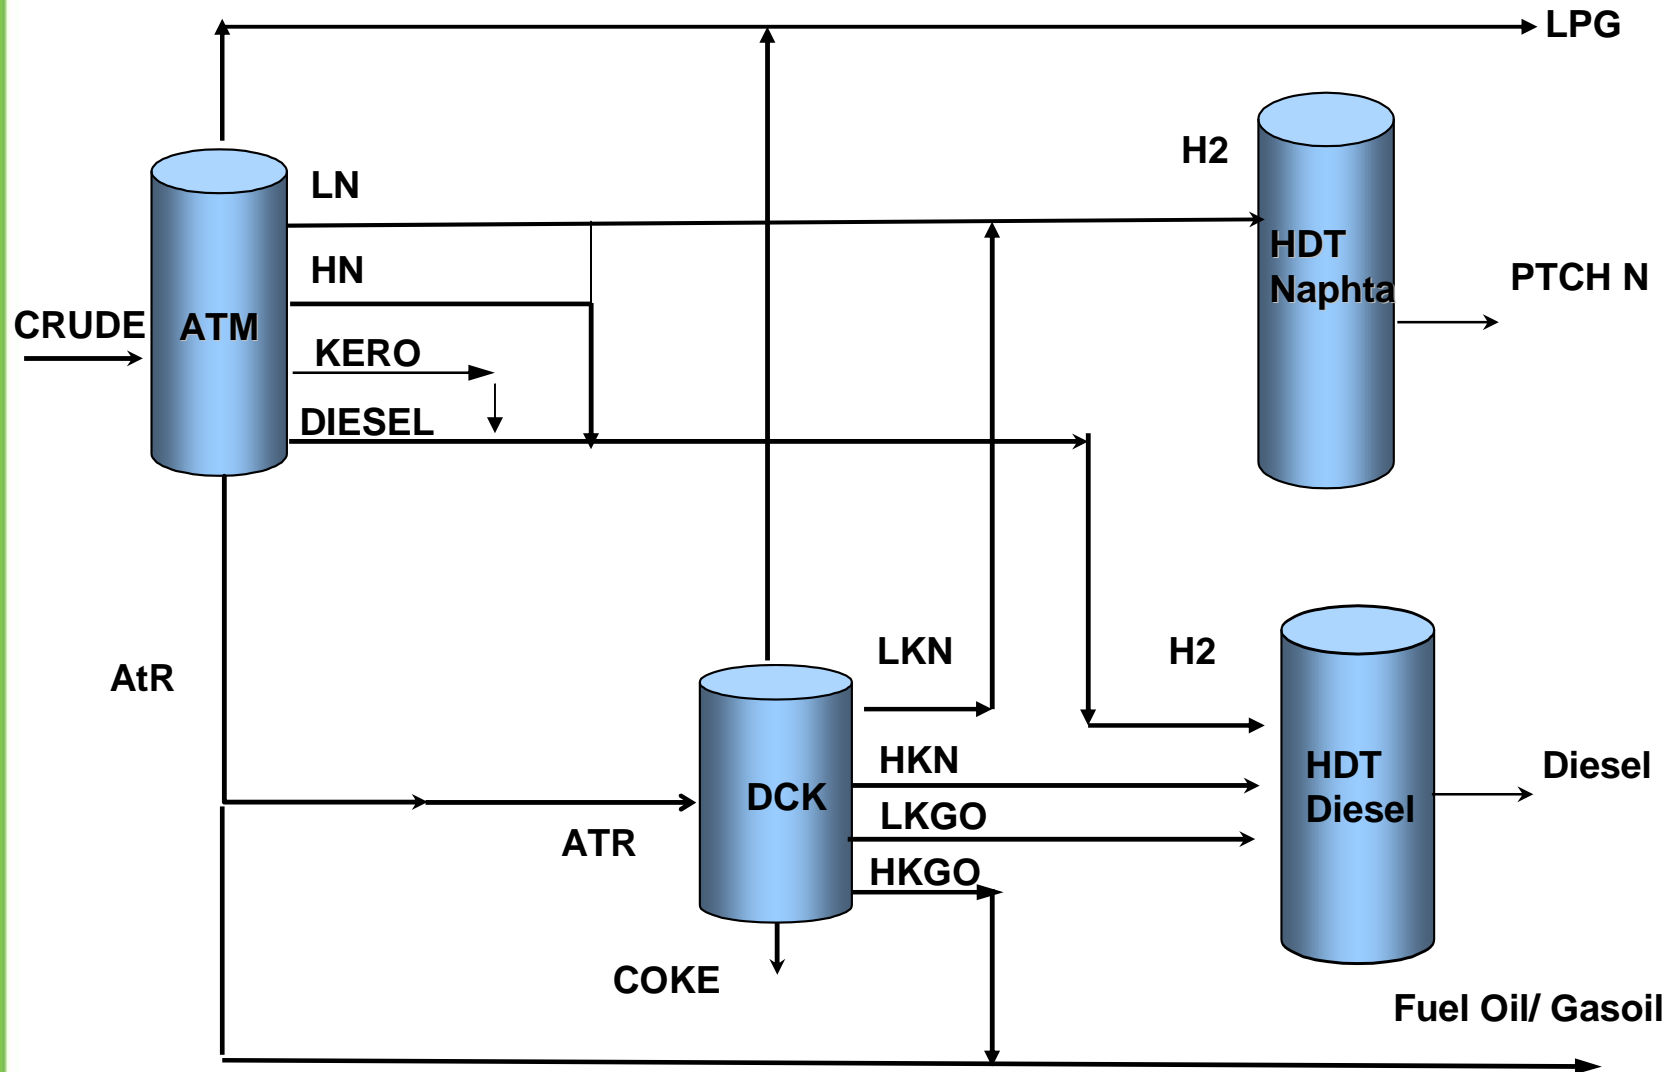 LPG
H2
LN
HDT
Naphta
HN
PTCH N
CRUDE
ATM
KERO
DIESEL
LKN
H2
AtR
HKN
HDT
Diesel
Diesel
DCK
LKGO
ATR
HKGO
COKE
Fuel Oil/ Gasoil